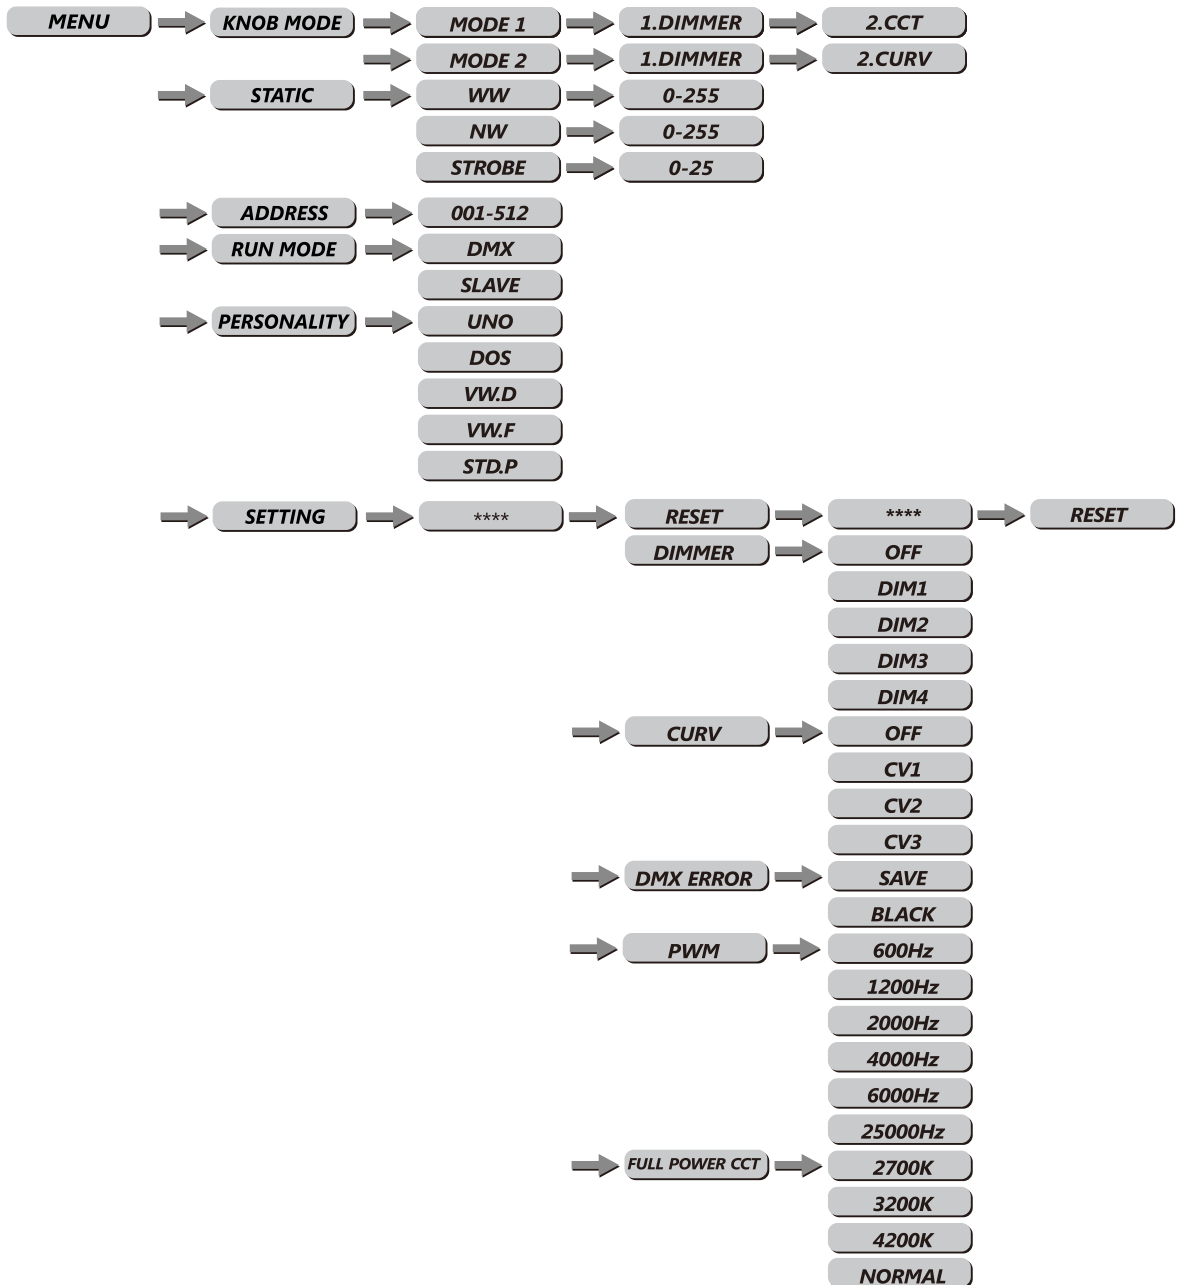 MENU KNOB MODE MODE 1 1.DIMMER 2.CCT
MODE 2 1.DIMMER 2.CURV
STATIC WW 0-255
NW 0-255
STROBE 0-25
ADDRESS 001-512
RUN MODE DMX
SLAVE
PERSONALITY UNO
DOS
VW.D
VW.F
STD.P
SETTING **** RESET **** RESET
DIMMER OFF
DIM1
DIM2
DIM3
DIM4
CURV OFF
CV1
CV2
CV3
DMX ERROR SAVE
BLACK
PWM 600Hz
1200Hz
2000Hz
4000Hz
6000Hz
25000Hz
FULL POWER CCT 2700K
3200K
4200K
NORMAL